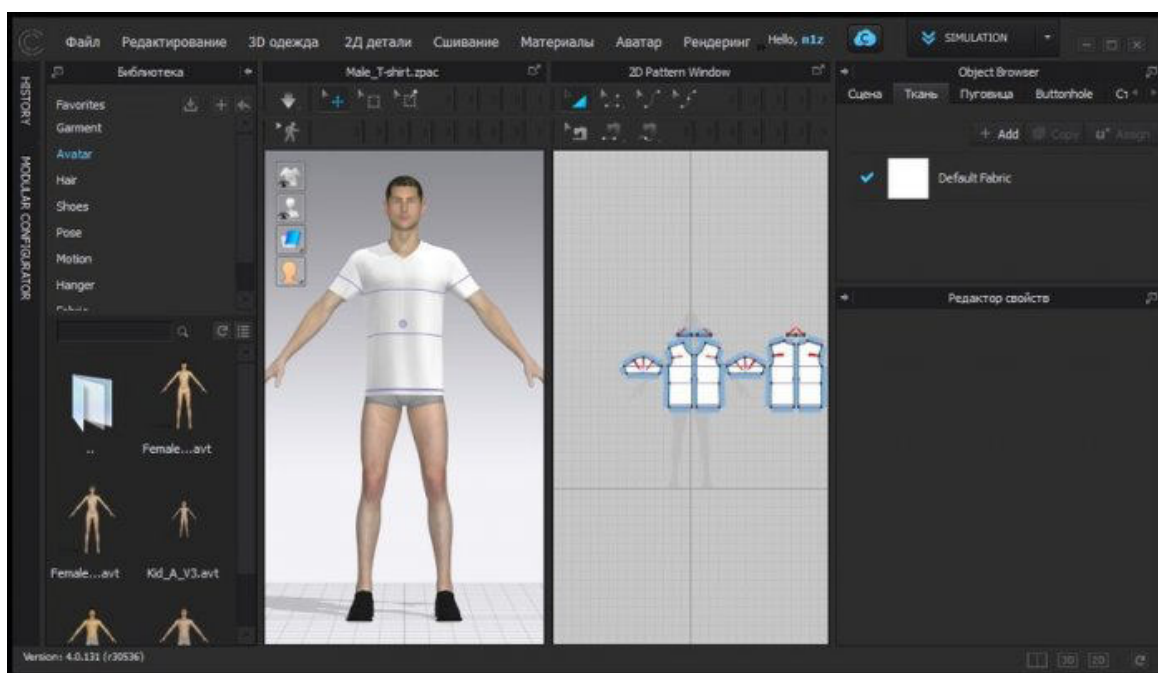 Файл Редактирование 3D одежда 2Д детали Сшивание Материалы Аватар Рендеринг Hello, m1z SIMULATION
HISTORY
MODULAR CONFIGURATOR
Библиотека
Favorites
Garment
Avatar
Hair
Shoes
Pose
Motion
Hanger
..
Female...avt
Female...avt
Kid_A_V3.avt
Male_T-shirt.zpac
2D Pattern Window
Object Browser
Сцена Ткань Пуговица Buttonhole
+ Add Copy Assign
Default Fabric
Редактор свойств
Version: 4.0.131 (r30536)
3D 2D